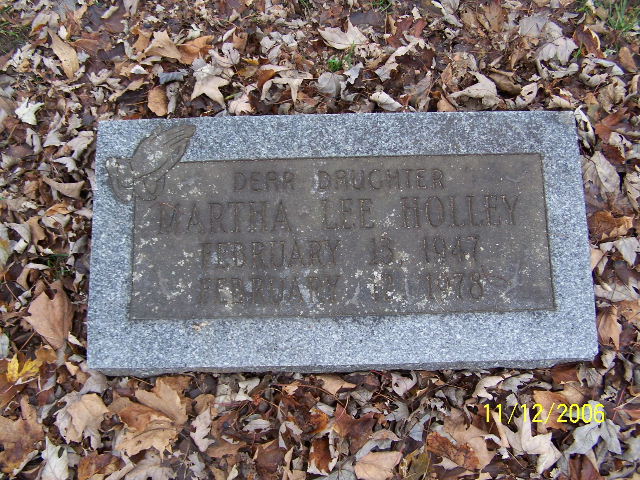 DEAR DAUGHTER
MARTHA LEE HOLLEY
FEBRUARY 13, 1947
FEBRUARY 1978
11/12/2006